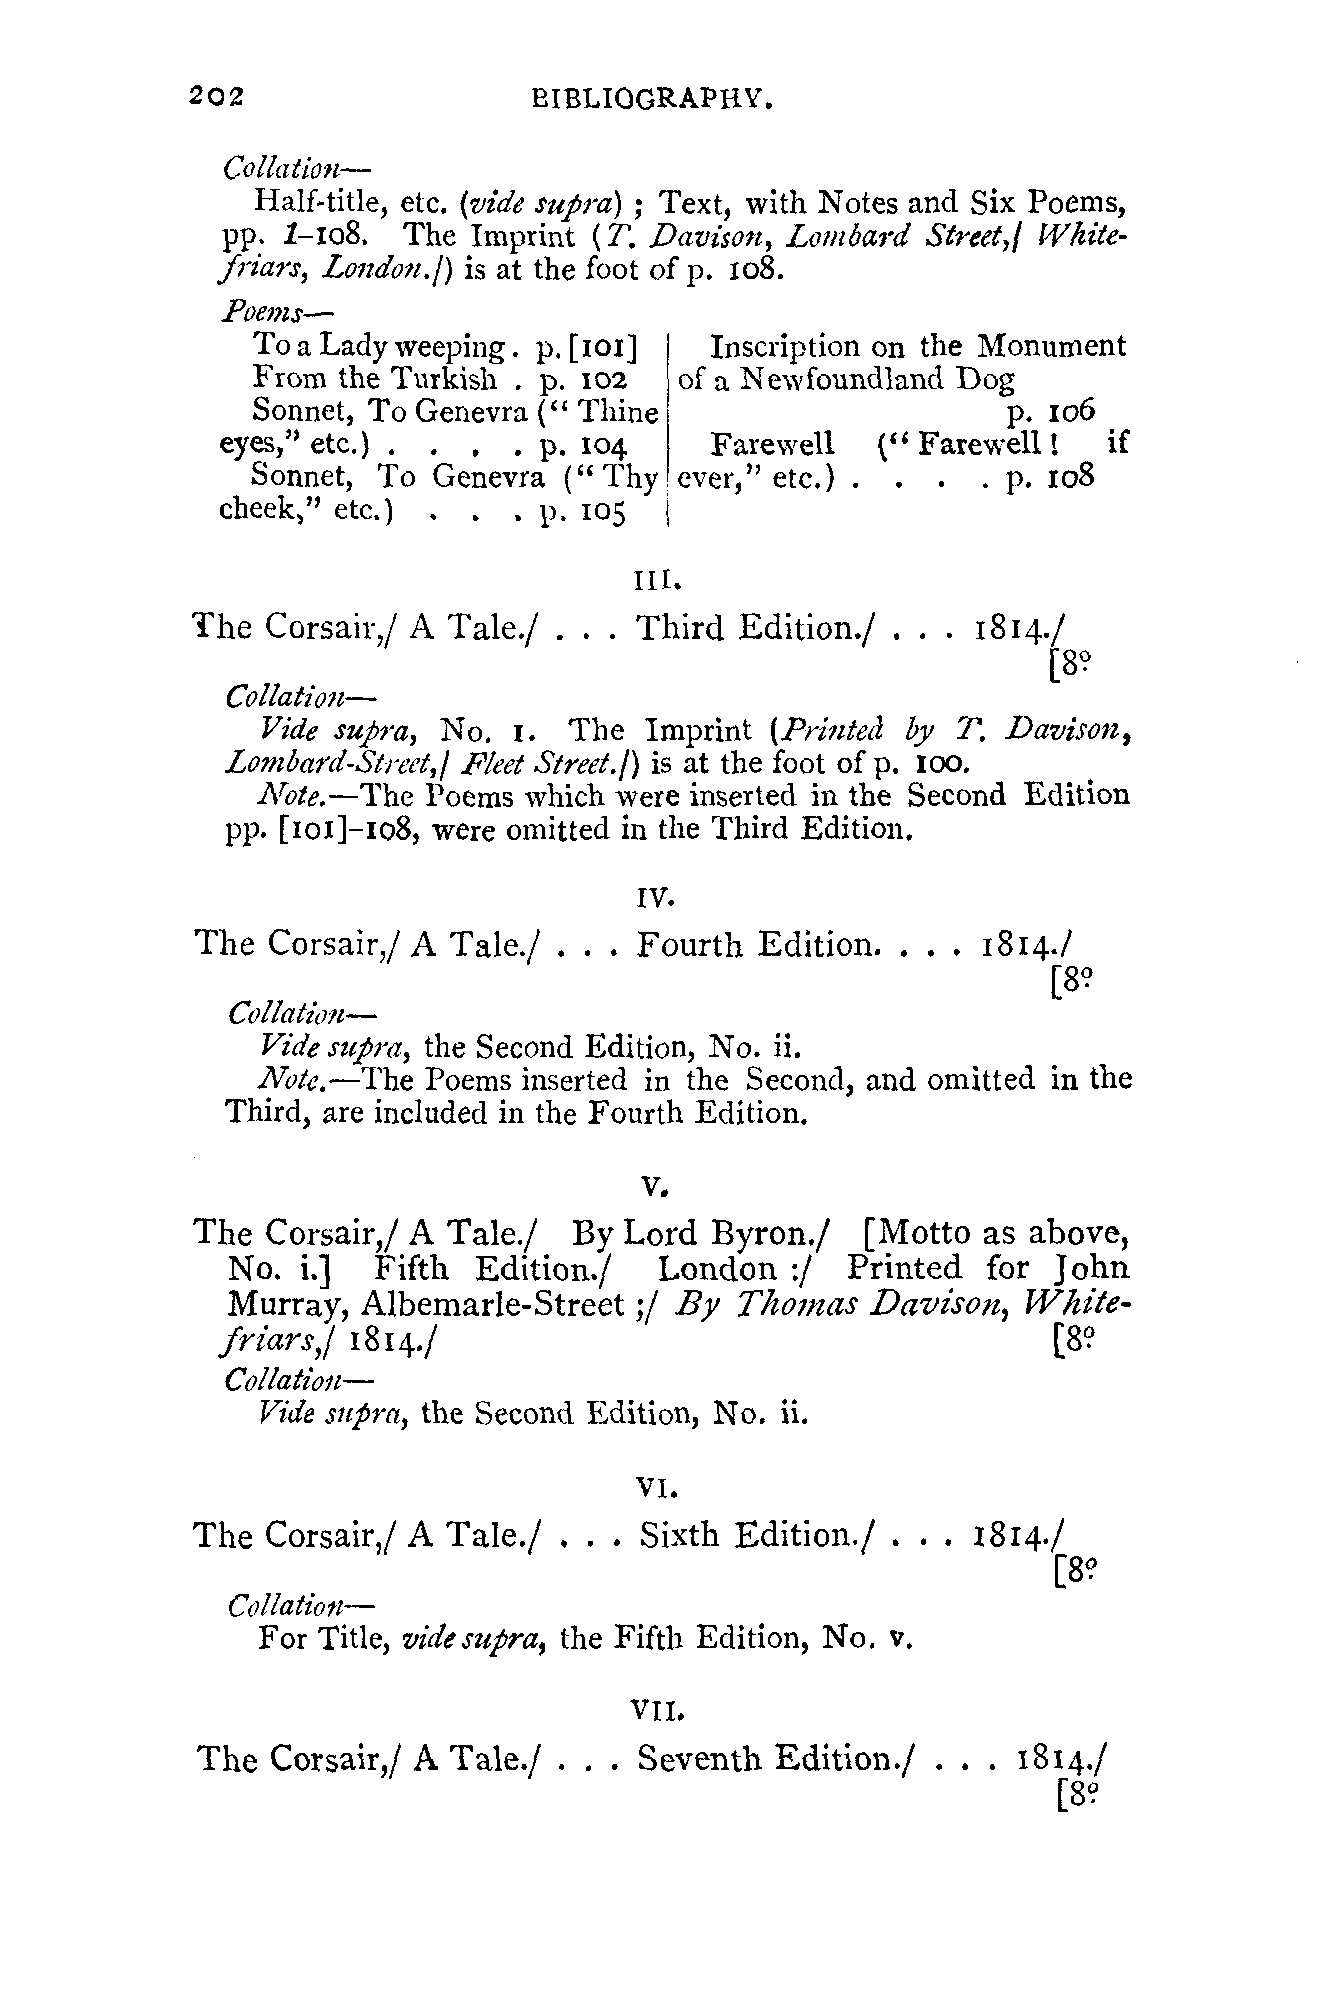 202 BIBLIOGRAPHY.
Collation—
Half-title, etc. (vide supra) ; Text, with Notes and Six Poems,
pp. 1–108. The Imprint (T. Davison, Lombard Street,/ White-
friars, London./) is at the foot of p. 108.
Poems—
To a Lady weeping . p. [101]
From the Turkish . p. 102
Sonnet, To Genevra (“ Thine
eyes,” etc.) . . . . p. 104
Sonnet, To Genevra (“ Thy
cheek,” etc.) . . . p. 105
Inscription on the Monument
of a Newfoundland Dog
p. 106
Farewell (“ Farewell ! if
ever,” etc.) . . . . p. 108
III.
The Corsair,/ A Tale./ . . . Third Edition./ . . . 1814./
[8º
Collation—
Vide supra, No. 1. The Imprint (Printed by T. Davison,
Lombard-Street,/ Fleet Street./) is at the foot of p. 100.
Note.—The Poems which were inserted in the Second Edition
pp. [101]–108, were omitted in the Third Edition.
IV.
The Corsair,/ A Tale./ . . . Fourth Edition. . . . 1814./
[8º
Collation—
Vide supra, the Second Edition, No. ii.
Note.—The Poems inserted in the Second, and omitted in the
Third, are included in the Fourth Edition.
V.
The Corsair,/ A Tale./ By Lord Byron./ [Motto as above,
No. i.] Fifth Edition./ London :/ Printed for John
Murray, Albemarle-Street ;/ By Thomas Davison, White-
friars,/ 1814./ [8º
Collation—
Vide supra, the Second Edition, No. ii.
VI.
The Corsair,/ A Tale./ . . . Sixth Edition./ . . . 1814./
[8º
Collation—
For Title, vide supra, the Fifth Edition, No. v.
VII.
The Corsair,/ A Tale./ . . . Seventh Edition./ . . . 1814./
[8º